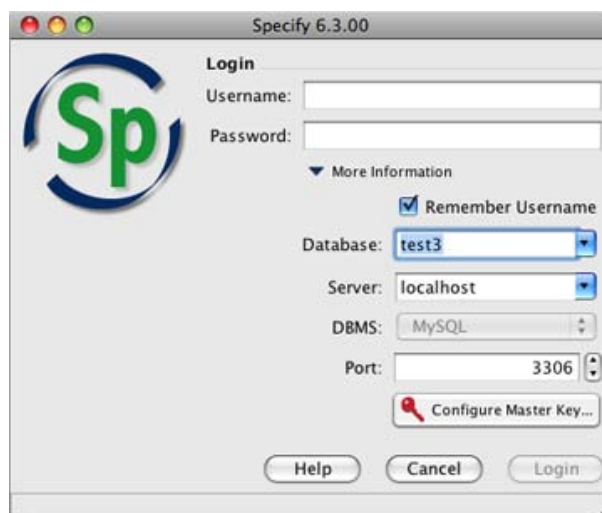 Specify 6.3.00
Sp
Login
Username:
Password:
More Information
Remember Username
Database: test3
Server: localhost
DBMS: MySQL
Port: 3306
Configure Master Key...
Help Cancel Login